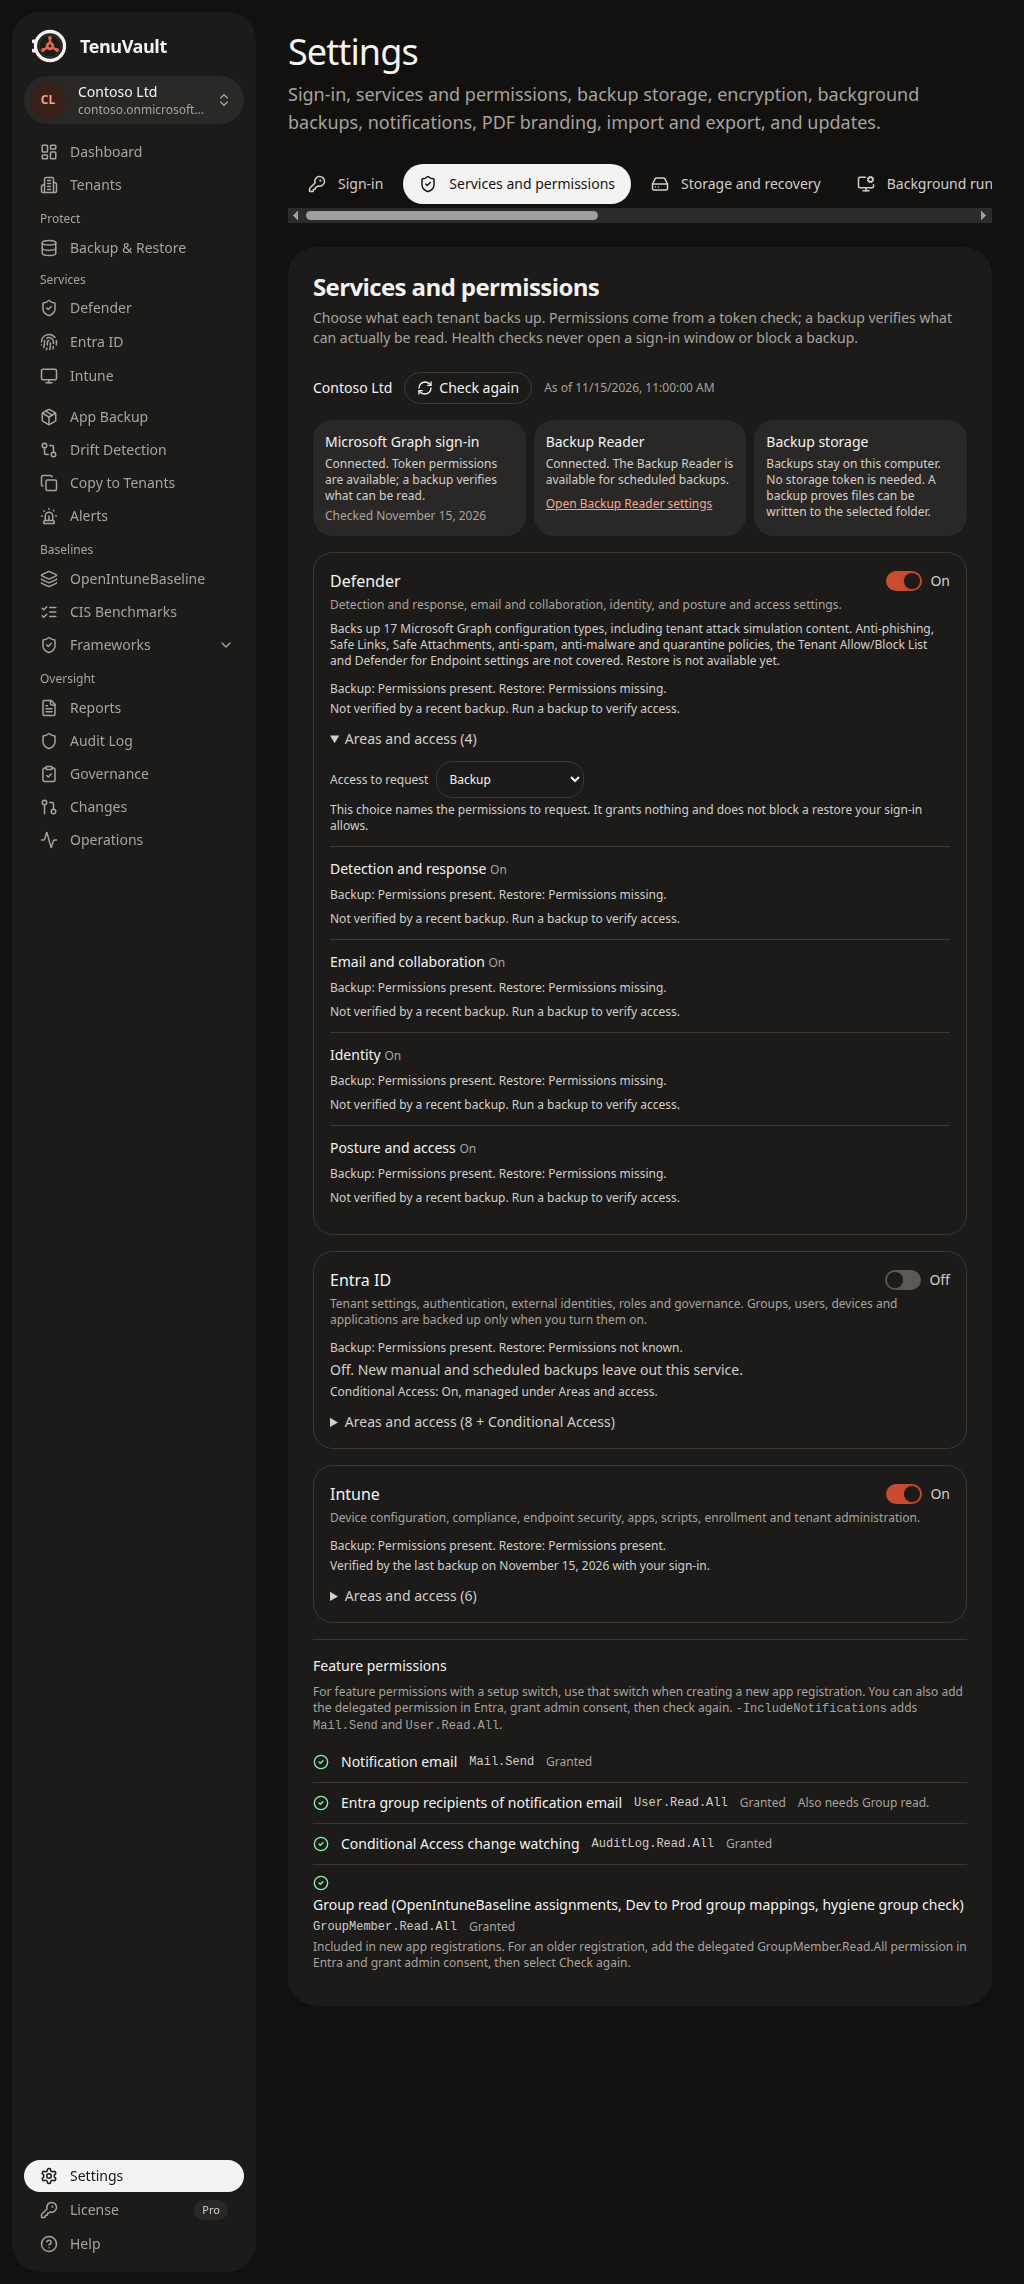 TenuVault
CL
Contoso Ltd
contoso.onmicrosoft...
Dashboard
Tenants
Protect
Backup & Restore
Services
Defender
Entra ID
Intune
App Backup
Drift Detection
Copy to Tenants
Alerts
Baselines
OpenIntuneBaseline
CIS Benchmarks
Frameworks
Oversight
Reports
Audit Log
Governance
Changes
Operations
Settings
License Pro
Help
Settings
Sign-in, services and permissions, backup storage, encryption, background
backups, notifications, PDF branding, import and export, and updates.
Sign-in Services and permissions Storage and recovery Background run
Services and permissions
Choose what each tenant backs up. Permissions come from a token check; a backup verifies what
can actually be read. Health checks never open a sign-in window or block a backup.
Contoso Ltd Check again As of 11/15/2026, 11:00:00 AM
Microsoft Graph sign-in
Connected. Token permissions
are available; a backup verifies
what can be read.
Checked November 15, 2026
Backup Reader
Connected. The Backup Reader is
available for scheduled backups.
Open Backup Reader settings
Backup storage
Backups stay on this computer.
No storage token is needed. A
backup proves files can be
written to the selected folder.
Defender On
Detection and response, email and collaboration, identity, and posture and access settings.
Backs up 17 Microsoft Graph configuration types, including tenant attack simulation content. Anti-phishing,
Safe Links, Safe Attachments, anti-spam, anti-malware and quarantine policies, the Tenant Allow/Block List
and Defender for Endpoint settings are not covered. Restore is not available yet.
Backup: Permissions present. Restore: Permissions missing.
Not verified by a recent backup. Run a backup to verify access.
Areas and access (4)
Access to request Backup
This choice names the permissions to request. It grants nothing and does not block a restore your sign-in
allows.
Detection and response On
Backup: Permissions present. Restore: Permissions missing.
Not verified by a recent backup. Run a backup to verify access.
Email and collaboration On
Backup: Permissions present. Restore: Permissions missing.
Not verified by a recent backup. Run a backup to verify access.
Identity On
Backup: Permissions present. Restore: Permissions missing.
Not verified by a recent backup. Run a backup to verify access.
Posture and access On
Backup: Permissions present. Restore: Permissions missing.
Not verified by a recent backup. Run a backup to verify access.
Entra ID Off
Tenant settings, authentication, external identities, roles and governance. Groups, users, devices and
applications are backed up only when you turn them on.
Backup: Permissions present. Restore: Permissions not known.
Off. New manual and scheduled backups leave out this service.
Conditional Access: On, managed under Areas and access.
Areas and access (8 + Conditional Access)
Intune On
Device configuration, compliance, endpoint security, apps, scripts, enrollment and tenant administration.
Backup: Permissions present. Restore: Permissions present.
Verified by the last backup on November 15, 2026 with your sign-in.
Areas and access (6)
Feature permissions
For feature permissions with a setup switch, use that switch when creating a new app registration. You can also add
the delegated permission in Entra, grant admin consent, then check again. -IncludeNotifications adds
Mail.Send and User.Read.All.
Notification email Mail.Send Granted
Entra group recipients of notification email User.Read.All Granted Also needs Group read.
Conditional Access change watching AuditLog.Read.All Granted
Group read (OpenIntuneBaseline assignments, Dev to Prod group mappings, hygiene group check)
GroupMember.Read.All Granted
Included in new app registrations. For an older registration, add the delegated GroupMember.Read.All permission in
Entra and grant admin consent, then select Check again.